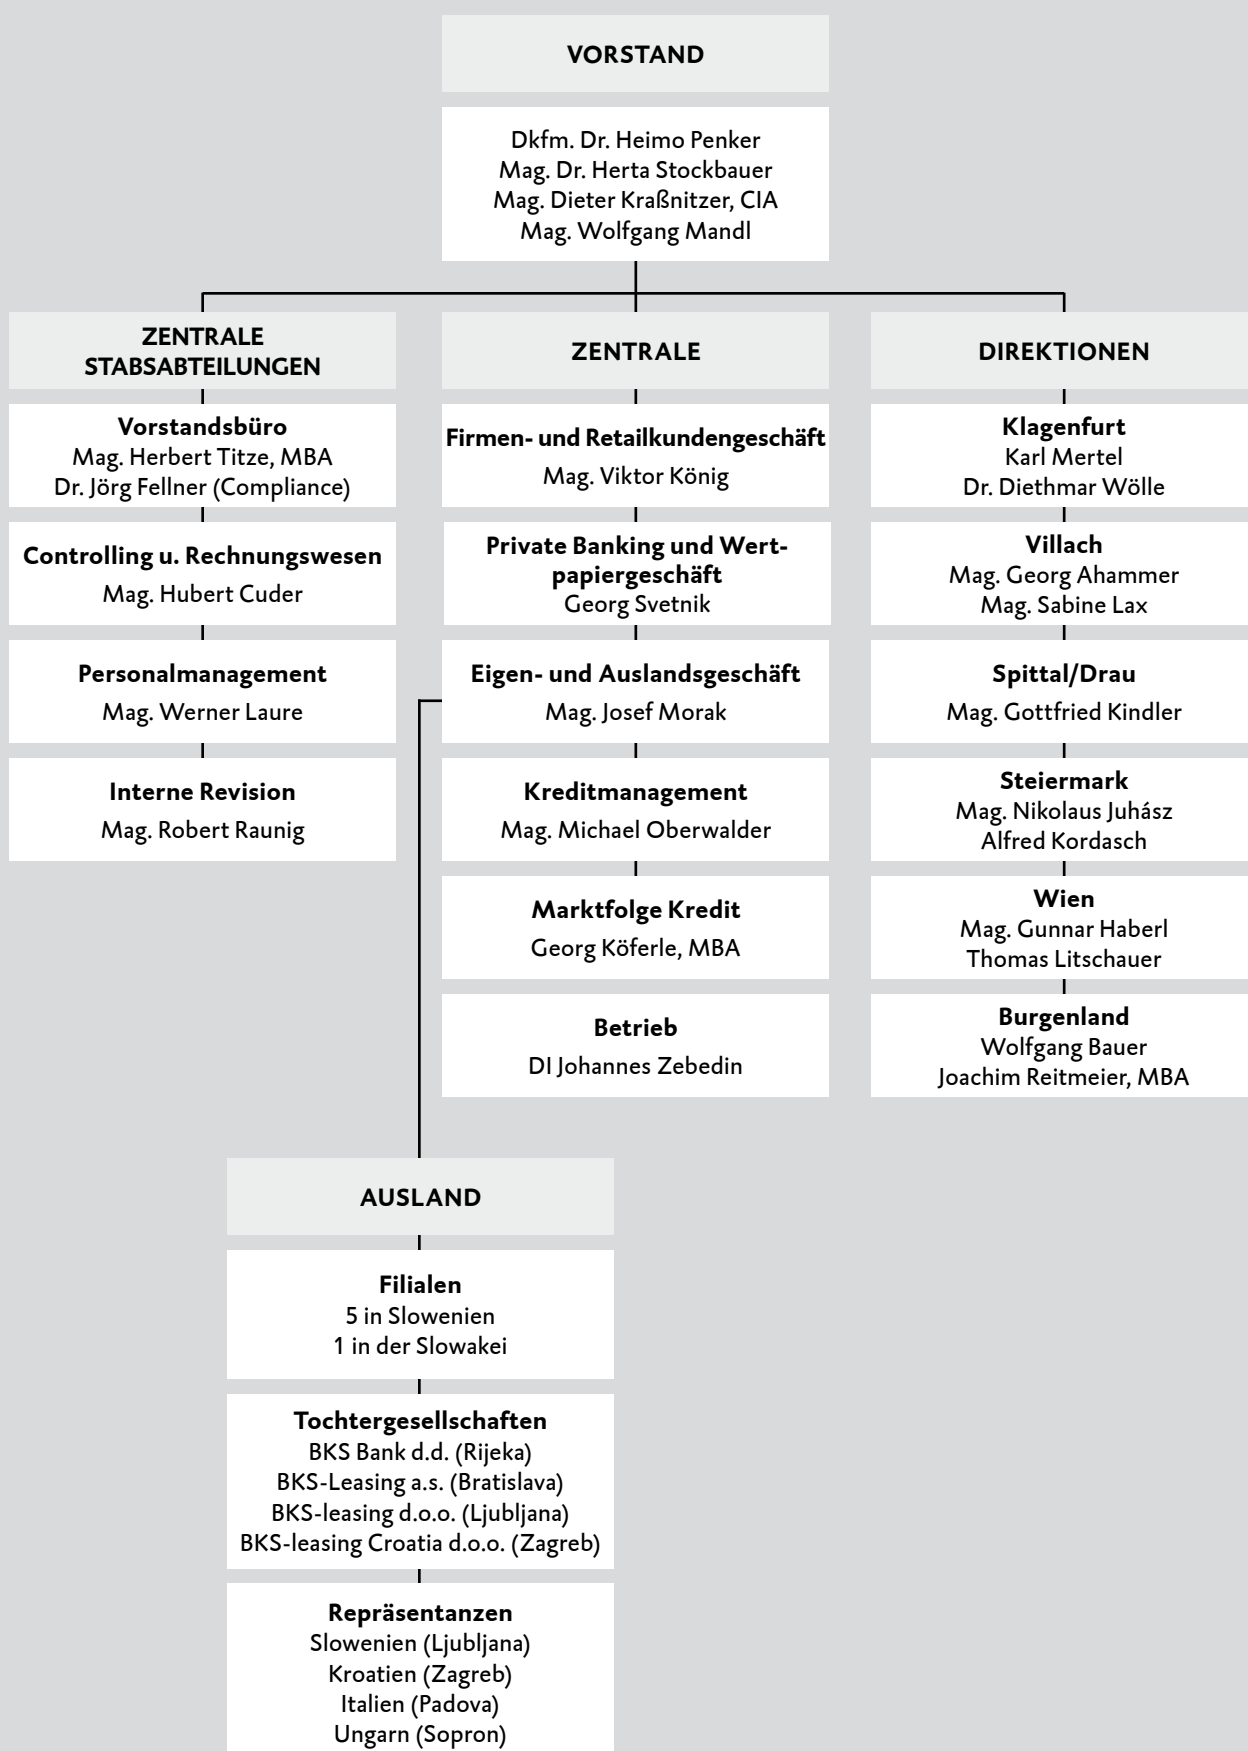 VORSTAND
Dkfm. Dr. Heimo Penker
Mag. Dr. Herta Stockbauer
Mag. Dieter Kraßnitzer, CIA
Mag. Wolfgang Mandl
ZENTRALE
STABSABTEILUNGEN
Vorstandsbüro
Mag. Herbert Titze, MBA
Dr. Jörg Fellner (Compliance)
Controlling u. Rechnungswesen
Mag. Hubert Cuder
Personalmanagement
Mag. Werner Laure
Interne Revision
Mag. Robert Raunig
ZENTRALE
Firmen- und Retailkundengeschäft
Mag. Viktor König
Private Banking und Wert-
papiergeschäft
Georg Svetnik
Eigen- und Auslandsgeschäft
Mag. Josef Morak
Kreditmanagement
Mag. Michael Oberwalder
Marktfolge Kredit
Georg Köferle, MBA
Betrieb
DI Johannes Zebedin
DIREKTIONEN
Klagenfurt
Karl Mertel
Dr. Diethmar Wölle
Villach
Mag. Georg Ahammer
Mag. Sabine Lax
Spittal/Drau
Mag. Gottfried Kindler
Steiermark
Mag. Nikolaus Juhász
Alfred Kordasch
Wien
Mag. Gunnar Haberl
Thomas Litschauer
Burgenland
Wolfgang Bauer
Joachim Reitmeier, MBA
AUSLAND
Filialen
5 in Slowenien
1 in der Slowakei
Tochtergesellschaften
BKS Bank d.d. (Rijeka)
BKS-Leasing a.s. (Bratislava)
BKS-leasing d.o.o. (Ljubljana)
BKS-leasing Croatia d.o.o. (Zagreb)
Repräsentanzen
Slowenien (Ljubljana)
Kroatien (Zagreb)
Italien (Padova)
Ungarn (Sopron)